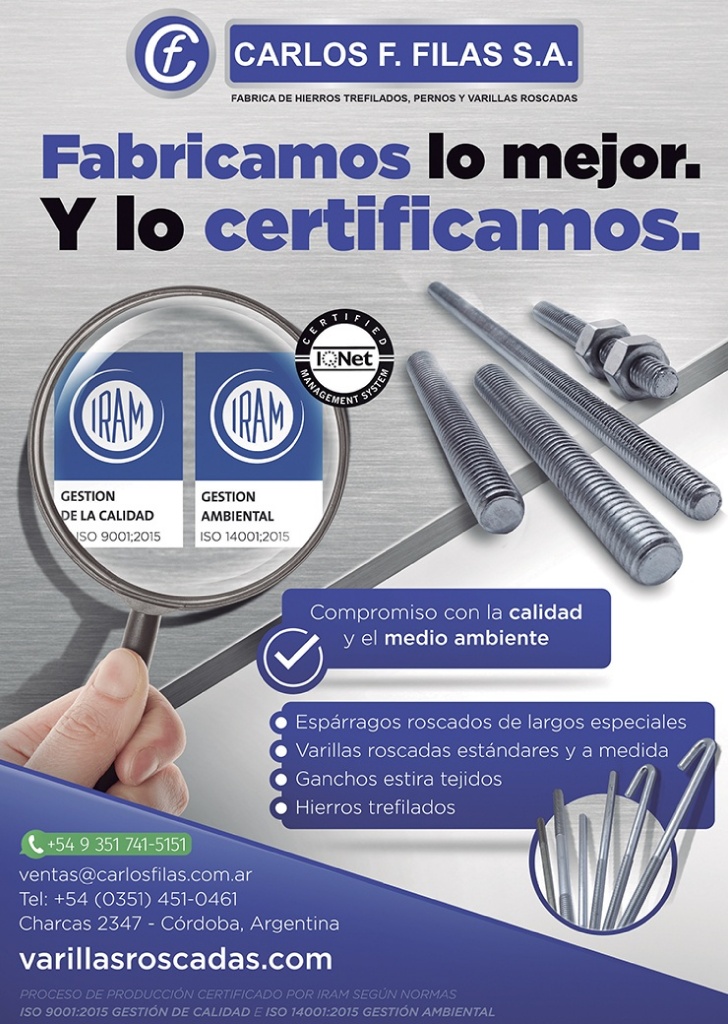 CARLOS F. FILAS S.A.
FABRICA DE HIERROS TREFILADOS, PERNOS Y VARILLAS ROSCADAS
Fabricamos lo mejor.
Y lo certificamos.
CERTIFIED
IQNet
MANAGEMENT SYSTEM
IRAM
GESTION
DE LA CALIDAD
ISO 9001;2015
IRAM
GESTION
AMBIENTAL
ISO 14001;2015
Compromiso con la calidad
y el medio ambiente
Espárragos roscados de largos especiales
Varillas roscadas estándares y a medida
Ganchos estira tejidos
Hierros trefilados
+54 9 351 741-5151
ventas@carlosfilas.com.ar
Tel: +54 (0351) 451-0461
Charcas 2347 - Córdoba, Argentina
varillasroscadas.com
PROCESO DE PRODUCCIÓN CERTIFICADO POR IRAM SEGÚN NORMAS
ISO 9001:2015 GESTIÓN DE CALIDAD E ISO 14001:2015 GESTIÓN AMBIENTAL